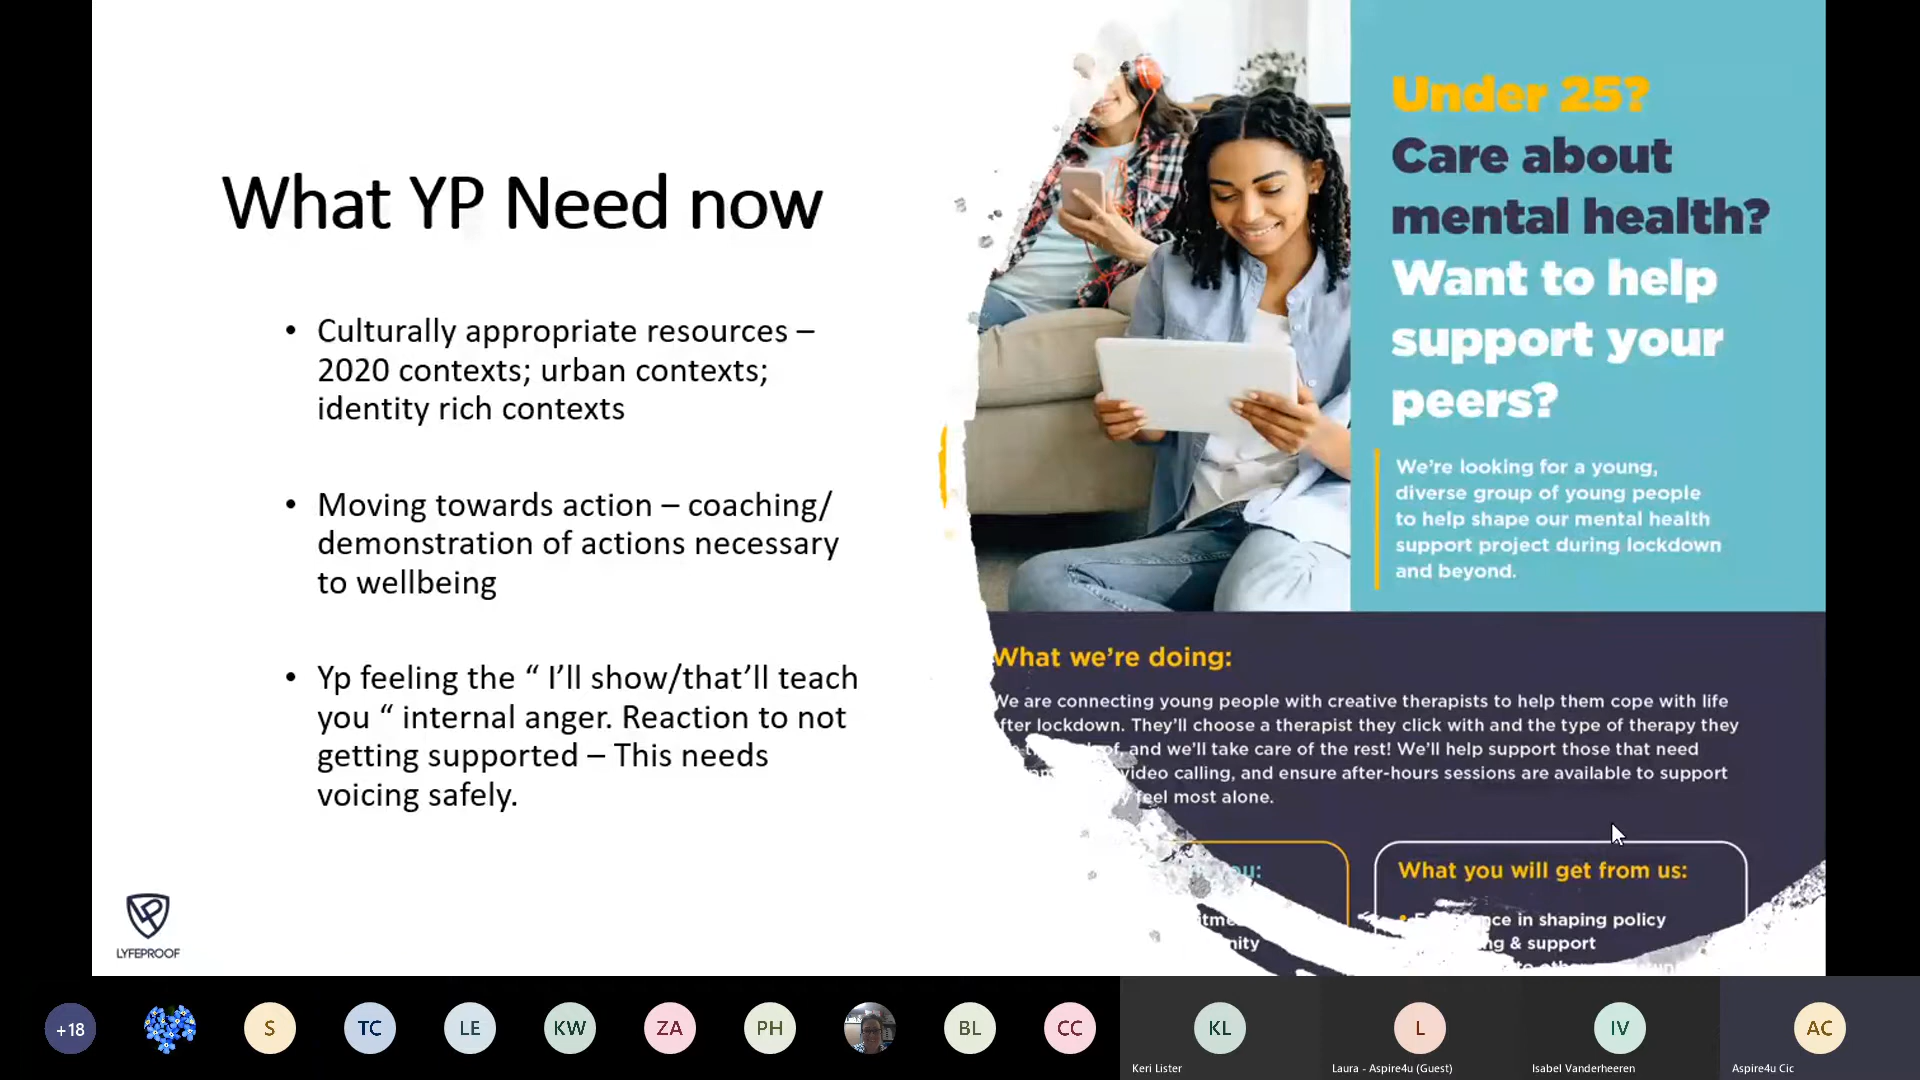 What YP Need now
• Culturally appropriate resources –
2020 contexts; urban contexts;
identity rich contexts
• Moving towards action – coaching/
demonstration of actions necessary
to wellbeing
• Yp feeling the “ I’ll show/that’ll teach
you “ internal anger. Reaction to not
getting supported – This needs
voicing safely.
LYFEPROOF
Under 25?
Care about
mental health?
Want to help
support your
peers?
We’re looking for a young,
diverse group of young people
to help shape our mental health
support project during lockdown
and beyond.
What we’re doing:
We are connecting young people with creative therapists to help them cope with life
after lockdown. They’ll choose a therapist they click with and the type of therapy they
and we’ll take care of the rest! We’ll help support those that need
video calling, and ensure after-hours sessions are available to support
feel most alone.
What you will get from us:
in shaping policy
& support
+18
S
TC
LE
KW
ZA
PH
BL
CC
KL
Keri Lister
L
Laura - Aspire4u (Guest)
IV
Isabel Vanderheeren
AC
Aspire4u Cic